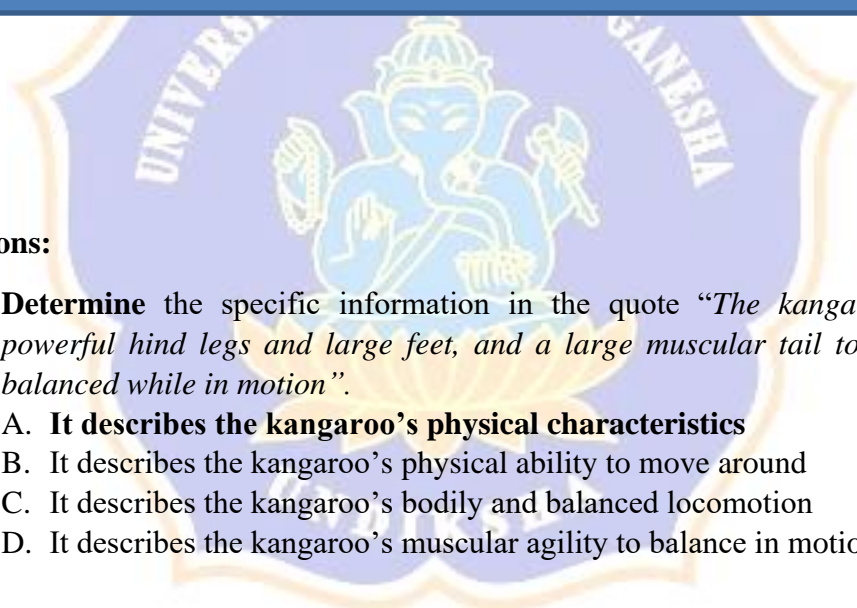 UNIVERS GANESHA
ons:
Determine the specific information in the quote “The kanga
powerful hind legs and large feet, and a large muscular tail to
balanced while in motion”.
A. It describes the kangaroo’s physical characteristics
B. It describes the kangaroo’s physical ability to move around
C. It describes the kangaroo’s bodily and balanced locomotion
D. It describes the kangaroo’s muscular agility to balance in motio
UNDIKSHA